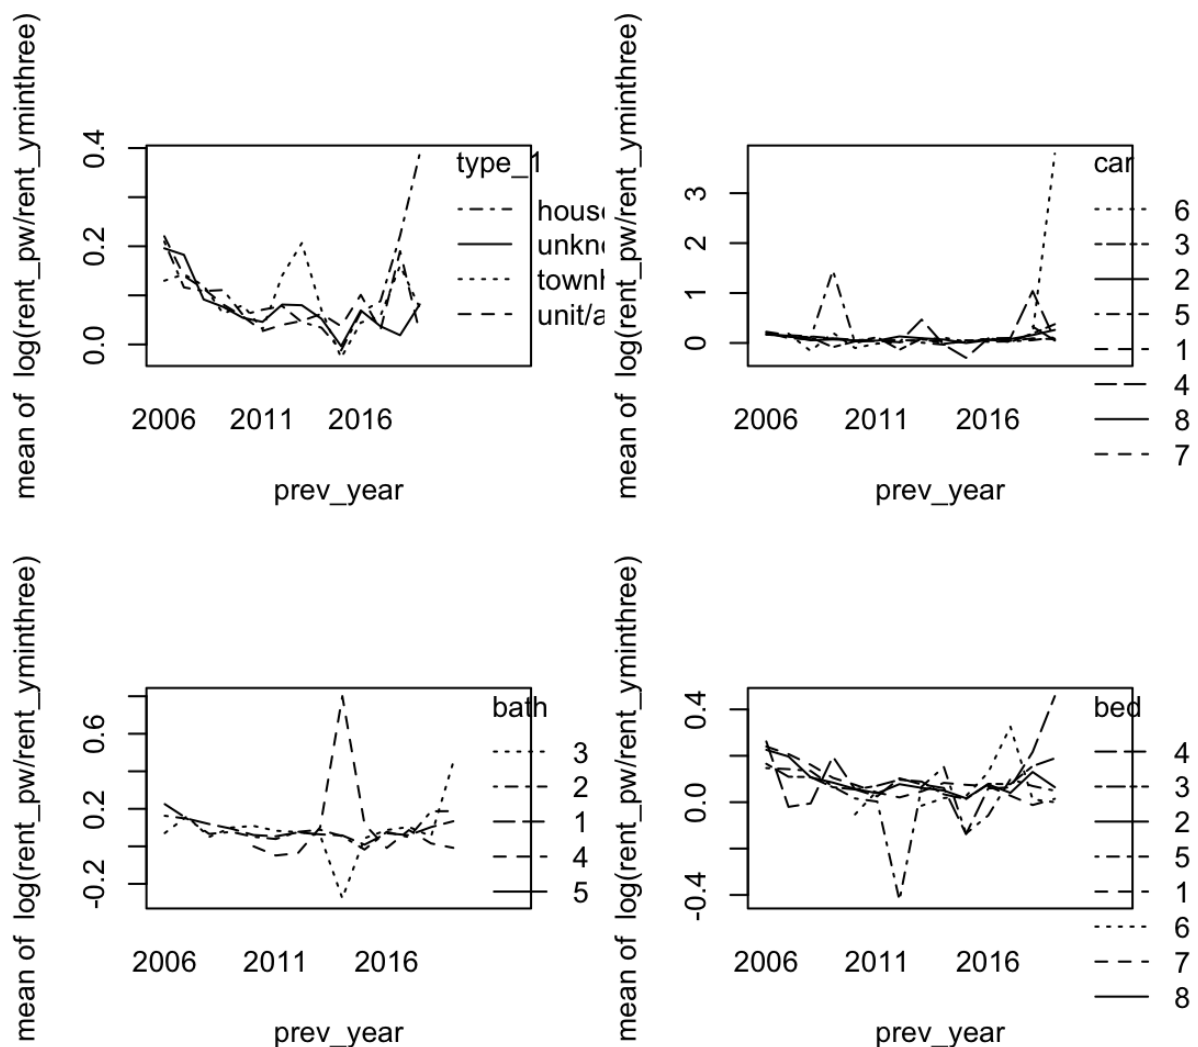 mean of log(rent_pw/rent_yminthree)
0.4
0.2
0.0
2006 2011 2016
prev_year
type_1
hous
unkn
townh
unit/a
mean of log(rent_pw/rent_yminthree)
3
2
1
0
2006 2011 2016
prev_year
car
6
3
2
5
1
4
8
7
mean of log(rent_pw/rent_yminthree)
0.6
0.2
-0.2
2006 2011 2016
prev_year
bath
3
2
1
4
5
mean of log(rent_pw/rent_yminthree)
0.4
0.0
-0.4
2006 2011 2016
prev_year
bed
4
3
2
5
1
6
7
8